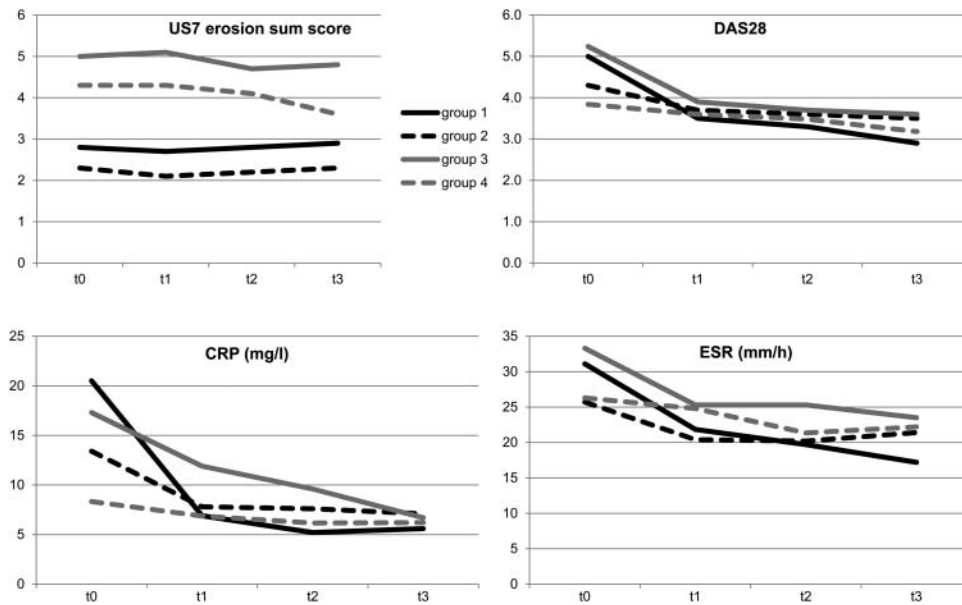 US7 erosion sum score
6
5
4
3
2
1
0
t0 t1 t2 t3
group 1
group 2
group 3
group 4
DAS28
6.0
5.0
4.0
3.0
2.0
1.0
0.0
t0 t1 t2 t3
CRP (mg/l)
25
20
15
10
5
0
t0 t1 t2 t3
ESR (mm/h)
35
30
25
20
15
10
5
0
t0 t1 t2 t3